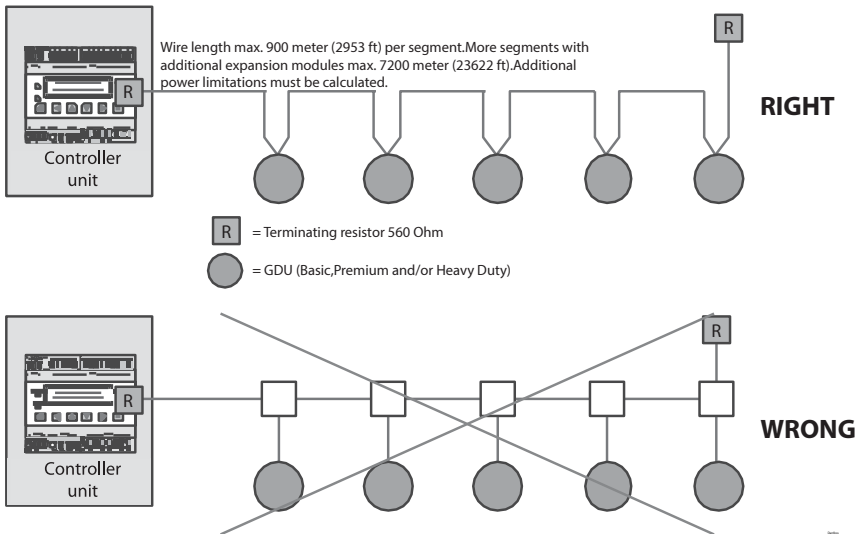 Wire length max. 900 meter (2953 ft) per segment.More segments with
additional expansion modules max. 7200 meter (23622 ft).Additional
power limitations must be calculated.
R
R
RIGHT
Controller
unit
R = Terminating resistor 560 Ohm
= GDU (Basic,Premium and/or Heavy Duty)
R
R
WRONG
Controller
unit